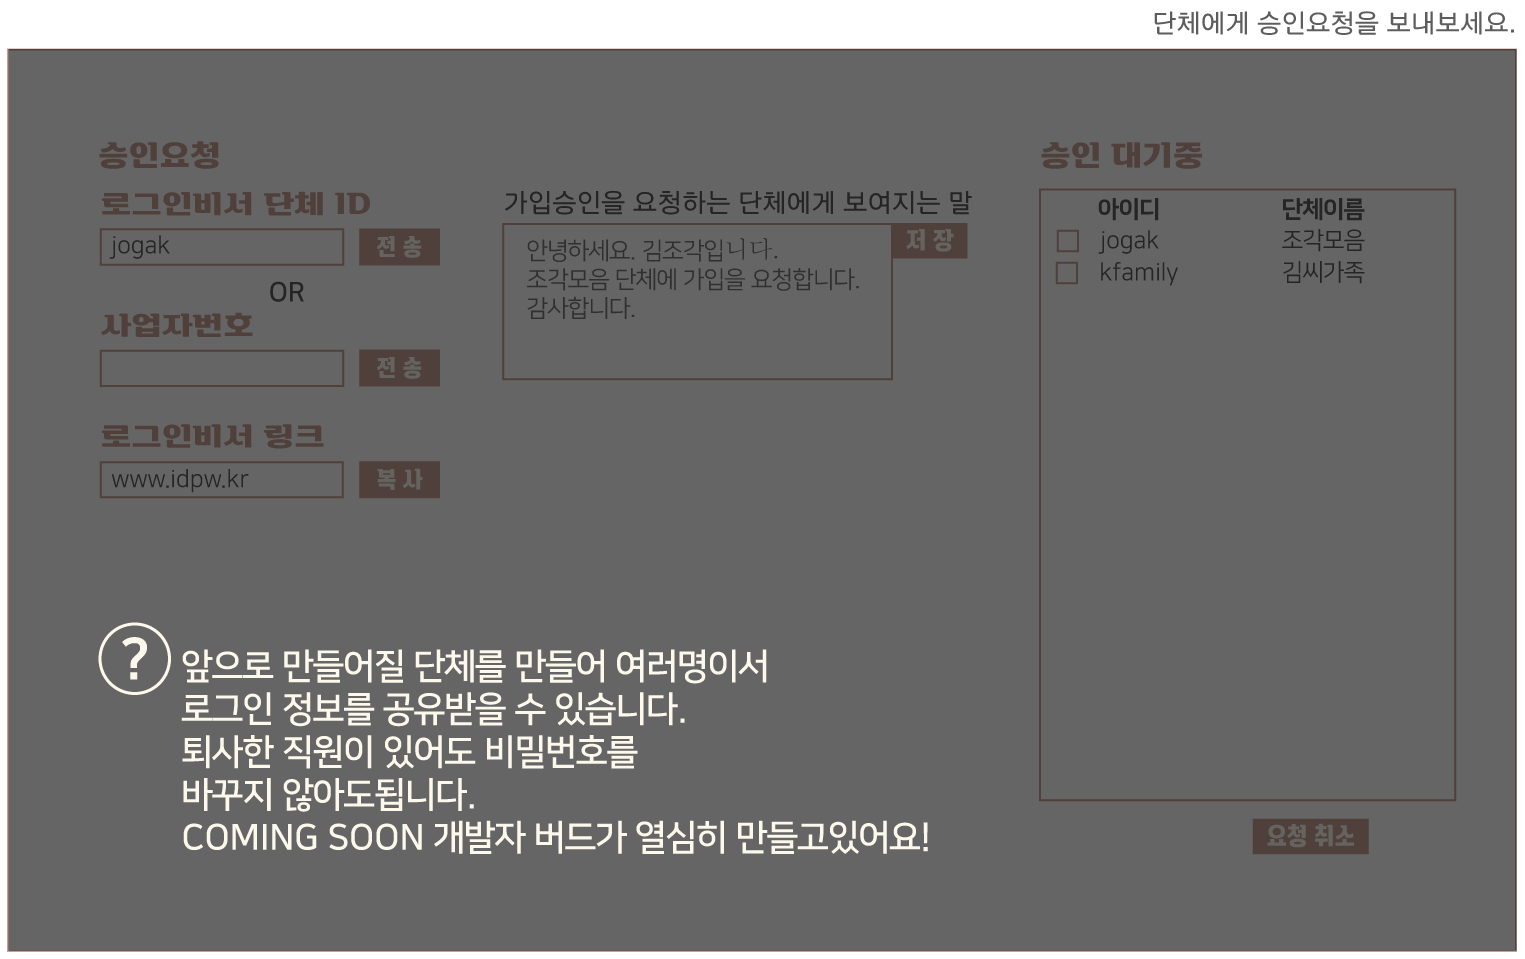 단체에게 승인요청을 보내보세요.
승인요청
로그인비서 단체 ID
jogak
전 송
OR
사업자번호
전 송
로그인비서 링크
www.idpw.kr
복 사
가입승인을 요청하는 단체에게 보여지는 말
안녕하세요. 김조각입니다.
조각모음 단체에 가입을 요청합니다.
감사합니다.
저 장
승인 대기중
아이디 단체이름
jogak 조각모음
kfamily 김씨가족
요청 취소
? 앞으로 만들어질 단체를 만들어 여러명이서
로그인 정보를 공유받을 수 있습니다.
퇴사한 직원이 있어도 비밀번호를
바꾸지 않아도됩니다.
COMING SOON 개발자 버드가 열심히 만들고있어요!